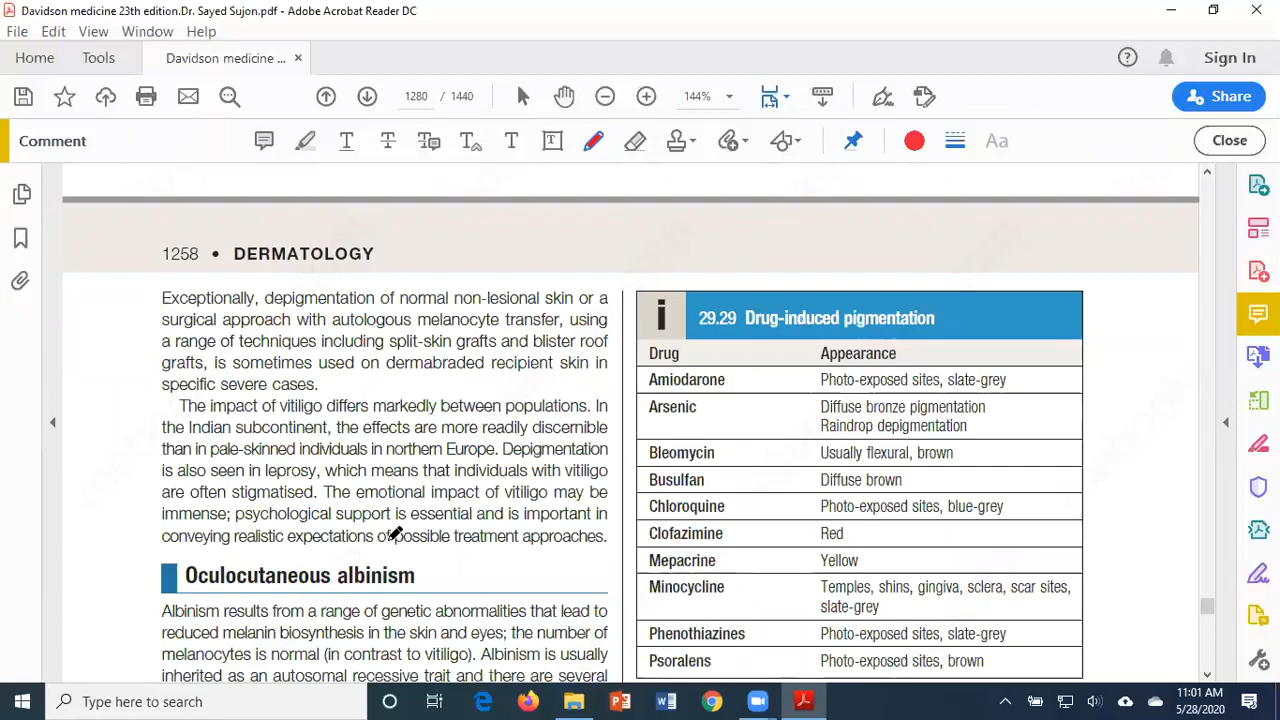 Davidson medicine 23th edition.Dr. Sayed Sujon.pdf - Adobe Acrobat Reader DC
File Edit View Window Help
Home Tools Davidson medicine ... × Sign In
1280 / 1440 144% Share
Comment Aa Close
1258 • DERMATOLOGY
Exceptionally, depigmentation of normal non-lesional skin or a
surgical approach with autologous melanocyte transfer, using
a range of techniques including split-skin grafts and blister roof
grafts, is sometimes used on dermabraded recipient skin in
specific severe cases.
The impact of vitiligo differs markedly between populations. In
the Indian subcontinent, the effects are more readily discernible
than in pale-skinned individuals in northern Europe. Depigmentation
is also seen in leprosy, which means that individuals with vitiligo
are often stigmatised. The emotional impact of vitiligo may be
immense; psychological support is essential and is important in
conveying realistic expectations of possible treatment approaches.
Oculocutaneous albinism
Albinism results from a range of genetic abnormalities that lead to
reduced melanin biosynthesis in the skin and eyes; the number of
melanocytes is normal (in contrast to vitiligo). Albinism is usually
inherited as an autosomal recessive trait and there are several
i 29.29 Drug-induced pigmentation
Drug Appearance
Amiodarone Photo-exposed sites, slate-grey
Arsenic Diffuse bronze pigmentation
Raindrop depigmentation
Bleomycin Usually flexural, brown
Busulfan Diffuse brown
Chloroquine Photo-exposed sites, blue-grey
Clofazimine Red
Mepacrine Yellow
Minocycline Temples, shins, gingiva, sclera, scar sites,
slate-grey
Phenothiazines Photo-exposed sites, slate-grey
Psoralens Photo-exposed sites, brown
Type here to search
11:01 AM
5/28/2020